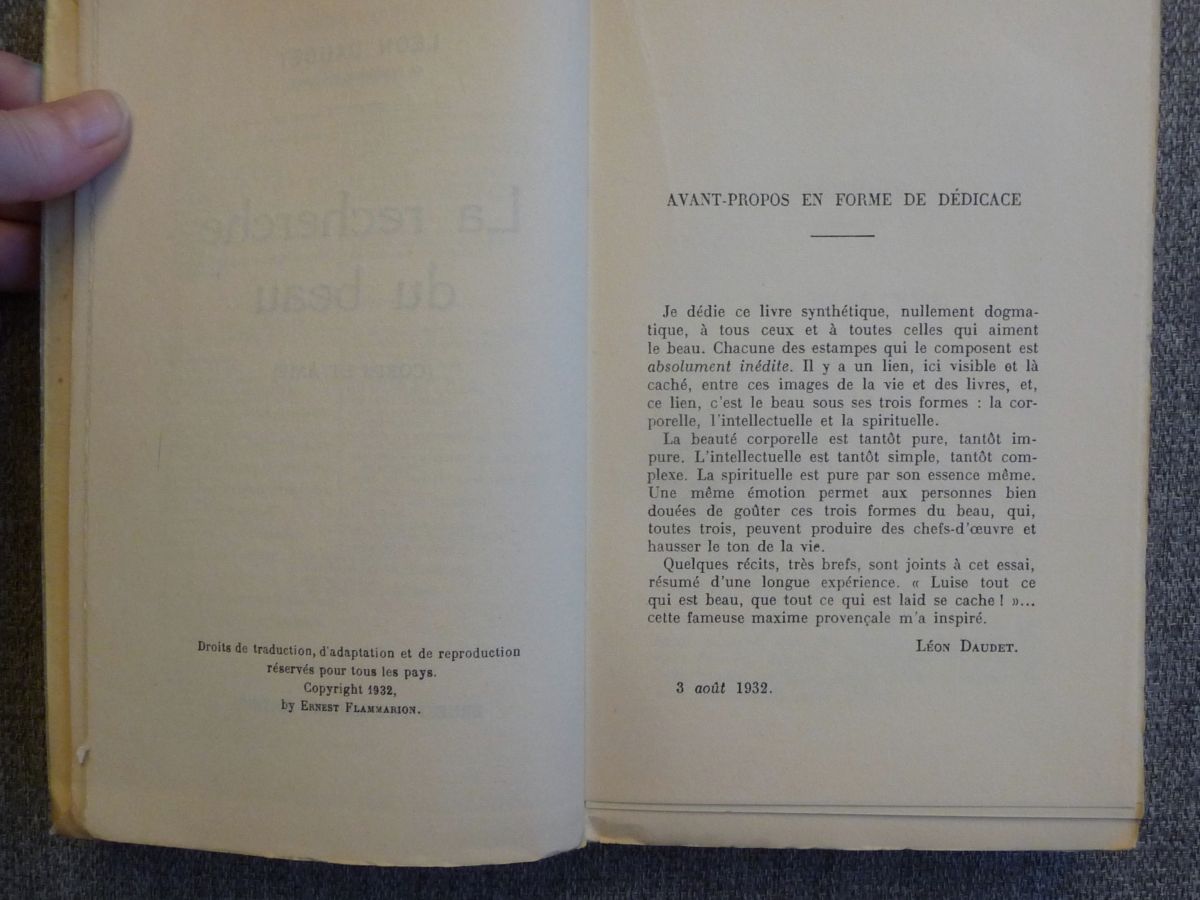 Droits de traduction, d'adaptation et de reproduction
réservés pour tous les pays.
Copyright 1932,
by ERNEST FLAMMARION.
AVANT-PROPOS EN FORME DE DÉDICACE
Je dédie ce livre synthétique, nullement dogma-
tique, à tous ceux et à toutes celles qui aiment
le beau. Chacune des estampes qui le composent est
absolument inédite. Il y a un lien, ici visible et là
caché, entre ces images de la vie et des livres, et,
ce lien, c'est le beau sous ses trois formes : la cor-
porelle, l'intellectuelle et la spirituelle.
La beauté corporelle est tantôt pure, tantôt im-
pure. L'intellectuelle est tantôt simple, tantôt com-
plexe. La spirituelle est pure par son essence même.
Une même émotion permet aux personnes bien
douées de goûter ces trois formes du beau, qui,
toutes trois, peuvent produire des chefs-d'œuvre et
hausser le ton de la vie.
Quelques récits, très brefs, sont joints à cet essai,
résumé d'une longue expérience. « Luise tout ce
qui est beau, que tout ce qui est laid se cache ! »...
cette fameuse maxime provençale m'a inspiré.
LÉON DAUDET.
3 août 1932.